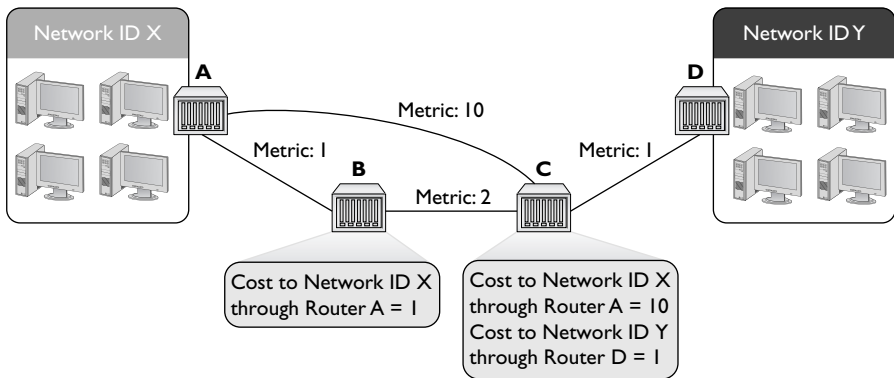 Network ID X
Network ID Y
A
D
Metric: 10
Metric: 1
Metric: 1
B
C
Metric: 2
Cost to Network ID X
through Router A = 1
Cost to Network ID X
through Router A = 10
Cost to Network ID Y
through Router D = 1